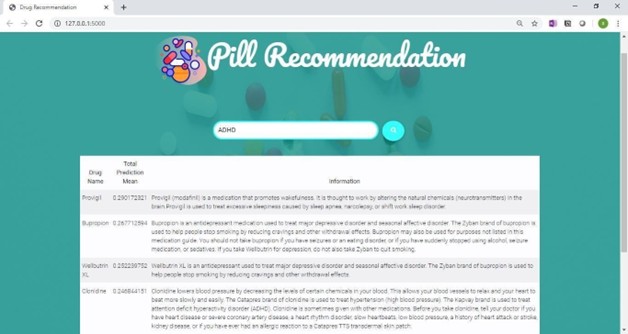 Drug Recommendation
127.0.0.1:5000
Pill Recommendation
ADHD
Drug Name
Total Prediction Mean
Information
Provigil 0.290172321 Provigil (modafinil) is a medication that promotes wakefulness. It is thought to work by altering the natural chemicals (neurotransmitters) in the
brain.Provigil is used to treat excessive sleepiness caused by sleep apnea, narcolepsy, or shift work sleep disorder.
Bupropion 0.267712594 Bupropion is an antidepressant medication used to treat major depressive disorder and seasonal affective disorder. The Zyban brand of bupropion is
used to help people stop smoking by reducing cravings and other withdrawal effects. Bupropion may also be used for purposes not listed in this
medication guide. You should not take bupropion if you have seizures or an eating disorder, or if you have suddenly stopped using alcohol, seizure
medication, or sedatives. If you take Wellbutrin for depression, do not also take Zyban to quit smoking.
Wellbutrin XL 0.252239752 Wellbutrin XL is an antidepressant used to treat major depressive disorder and seasonal affective disorder. The Zyban brand of bupropion is used to
help people stop smoking by reducing cravings and other withdrawal effects.
Clonidine 0.246844151 Clonidine lowers blood pressure by decreasing the levels of certain chemicals in your blood. This allows your blood vessels to relax and your heart to
beat more slowly and easily. The Catapres brand of clonidine is used to treat hypertension (high blood pressure). The Kapvay brand is used to treat
attention deficit hyperactivity disorder (ADHD). Clonidine is sometimes given with other medications. Before you take clonidine, tell your doctor if you
have heart disease or severe coronary artery disease, a heart rhythm disorder, slow heartbeats, low blood pressure, a history of heart attack or stroke,
kidney disease, or if you have ever had an allergic reaction to a Catapres TTS transdermal skin patch.